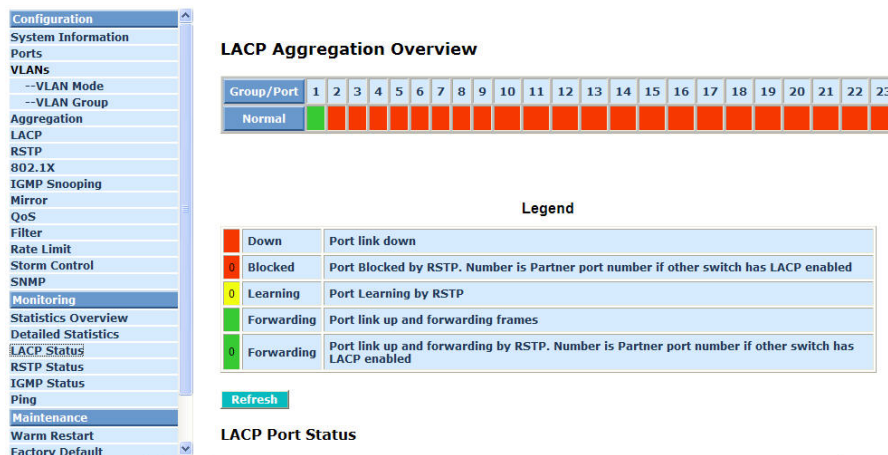 Configuration
System Information
Ports
VLANs
--VLAN Mode
--VLAN Group
Aggregation
LACP
RSTP
802.1X
IGMP Snooping
Mirror
QoS
Filter
Rate Limit
Storm Control
SNMP
Monitoring
Statistics Overview
Detailed Statistics
LACP Status
RSTP Status
IGMP Status
Ping
Maintenance
Warm Restart
Factory Default
LACP Aggregation Overview
Group/Port 1 2 3 4 5 6 7 8 9 10 11 12 13 14 15 16 17 18 19 20 21 22 23
Normal
Legend
Down Port link down
0 Blocked Port Blocked by RSTP. Number is Partner port number if other switch has LACP enabled
0 Learning Port Learning by RSTP
Forwarding Port link up and forwarding frames
0 Forwarding Port link up and forwarding by RSTP. Number is Partner port number if other switch has
LACP enabled
Refresh
LACP Port Status